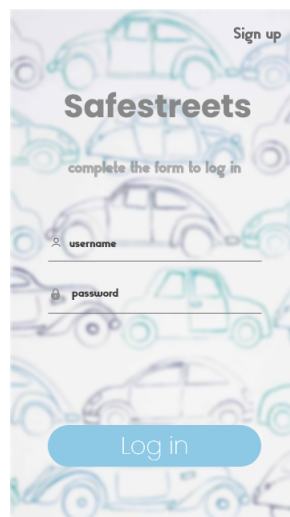 Sign up
Safestreets
complete the form to log in
username
password
Log in